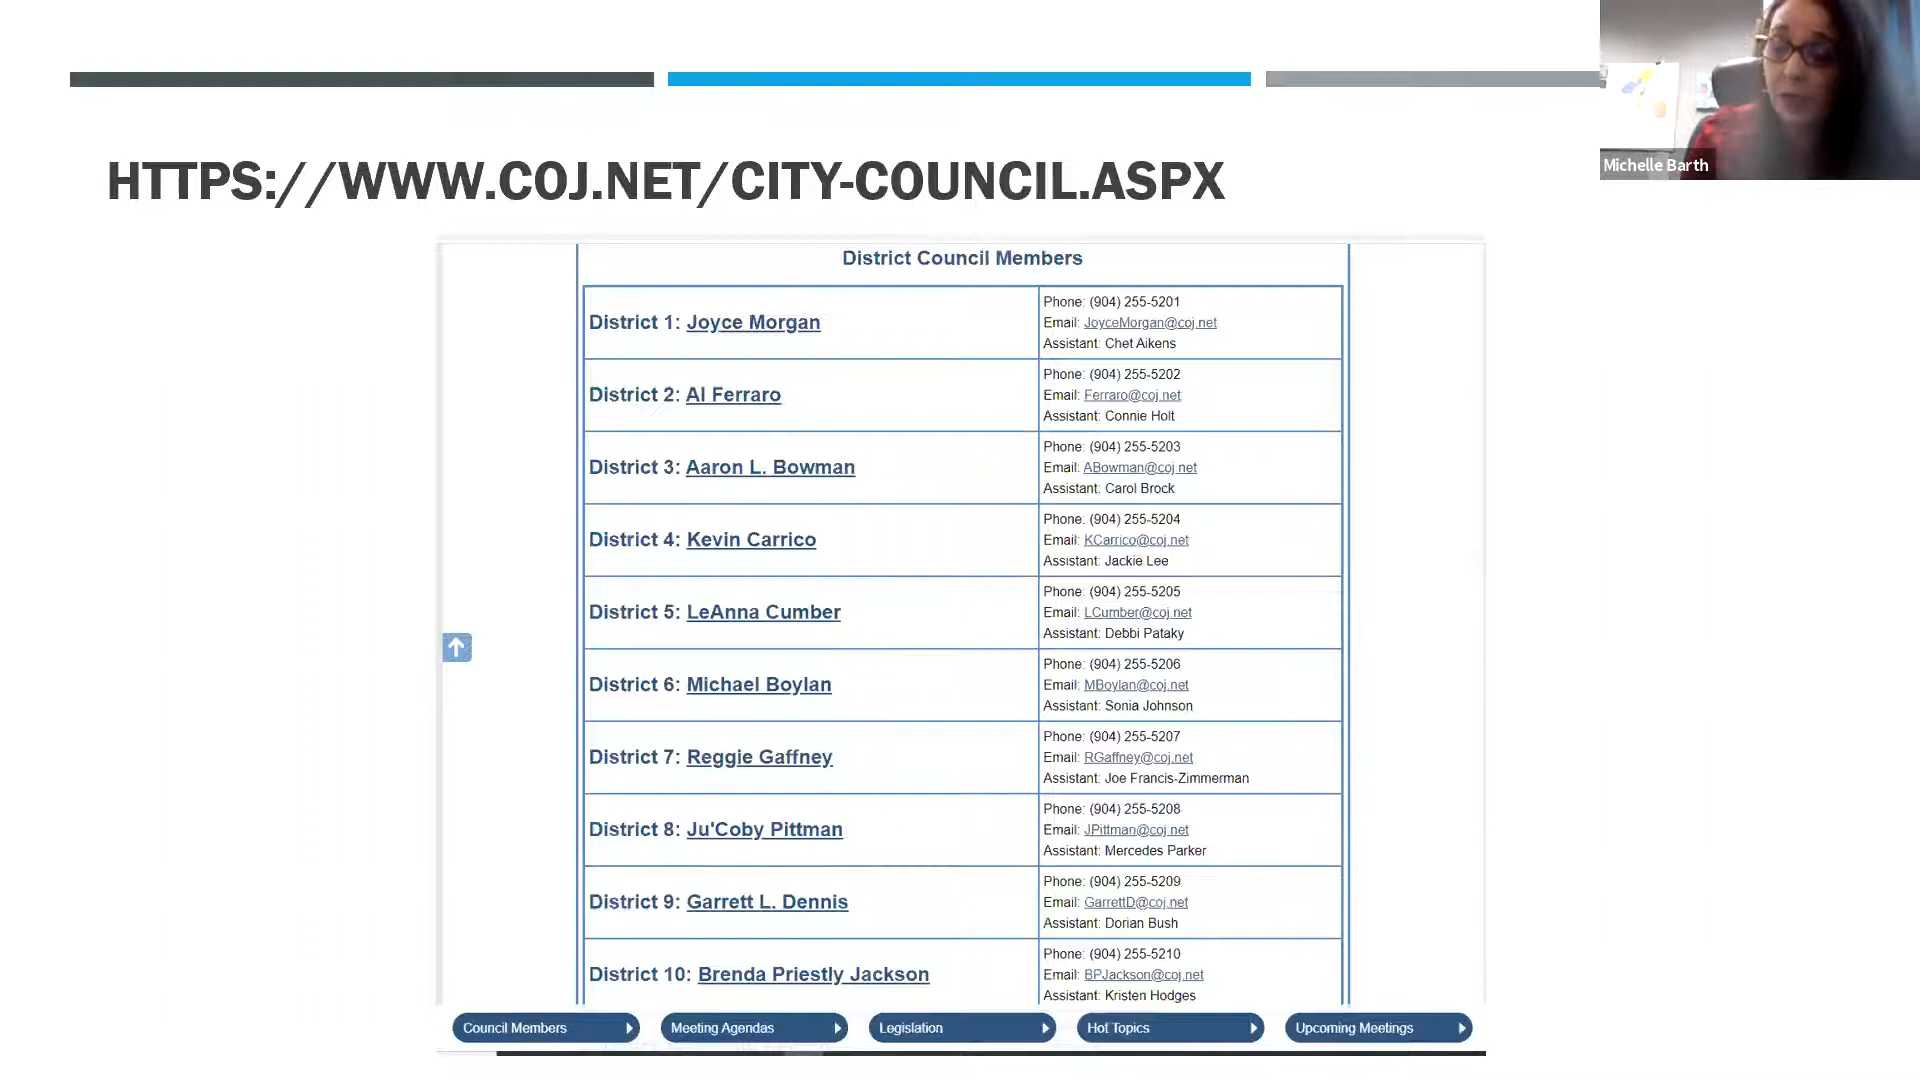 HTTPS://WWW.COJ.NET/CITY-COUNCIL.ASPX
Michelle Barth
District Council Members
District 1: Joyce Morgan
Phone: (904) 255-5201
Email: JoyceMorgan@coj.net
Assistant: Chet Aikens
District 2: Al Ferraro
Phone: (904) 255-5202
Email: Ferraro@coj.net
Assistant: Connie Holt
District 3: Aaron L. Bowman
Phone: (904) 255-5203
Email: ABowman@coj.net
Assistant: Carol Brock
District 4: Kevin Carrico
Phone: (904) 255-5204
Email: KCarrico@coj.net
Assistant: Jackie Lee
District 5: LeAnna Cumber
Phone: (904) 255-5205
Email: LCumber@coj.net
Assistant: Debbi Pataky
District 6: Michael Boylan
Phone: (904) 255-5206
Email: MBoylan@coj.net
Assistant: Sonia Johnson
District 7: Reggie Gaffney
Phone: (904) 255-5207
Email: RGaffney@coj.net
Assistant: Joe Francis-Zimmerman
District 8: Ju'Coby Pittman
Phone: (904) 255-5208
Email: JPittman@coj.net
Assistant: Mercedes Parker
District 9: Garrett L. Dennis
Phone: (904) 255-5209
Email: GarrettD@coj.net
Assistant: Dorian Bush
District 10: Brenda Priestly Jackson
Phone: (904) 255-5210
Email: BPJackson@coj.net
Assistant: Kristen Hodges
Council Members
Meeting Agendas
Legislation
Hot Topics
Upcoming Meetings